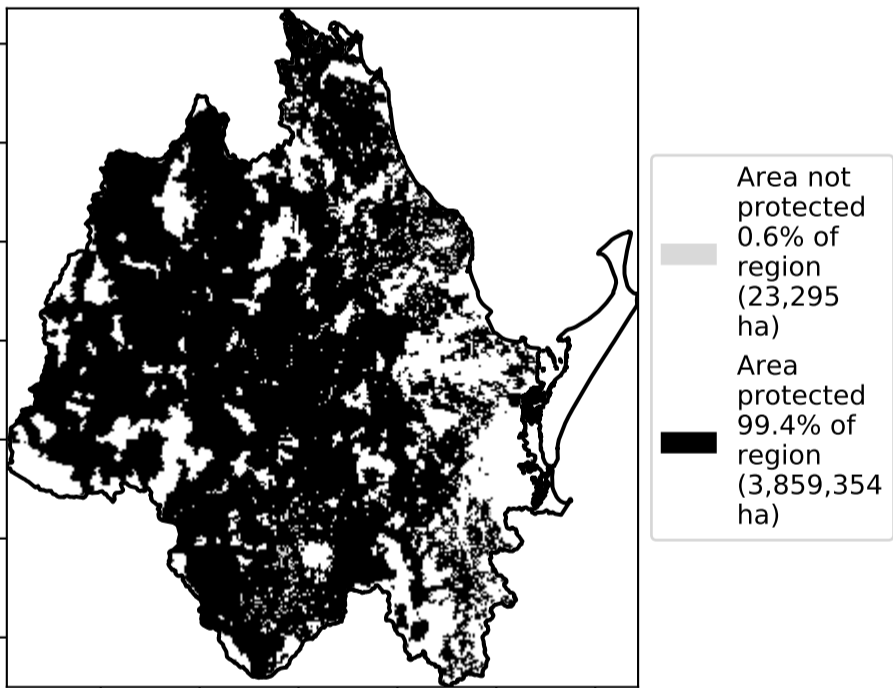 Area not
protected
0.6% of
region
(23,295
ha)
Area
protected
99.4% of
region
(3,859,354
ha)